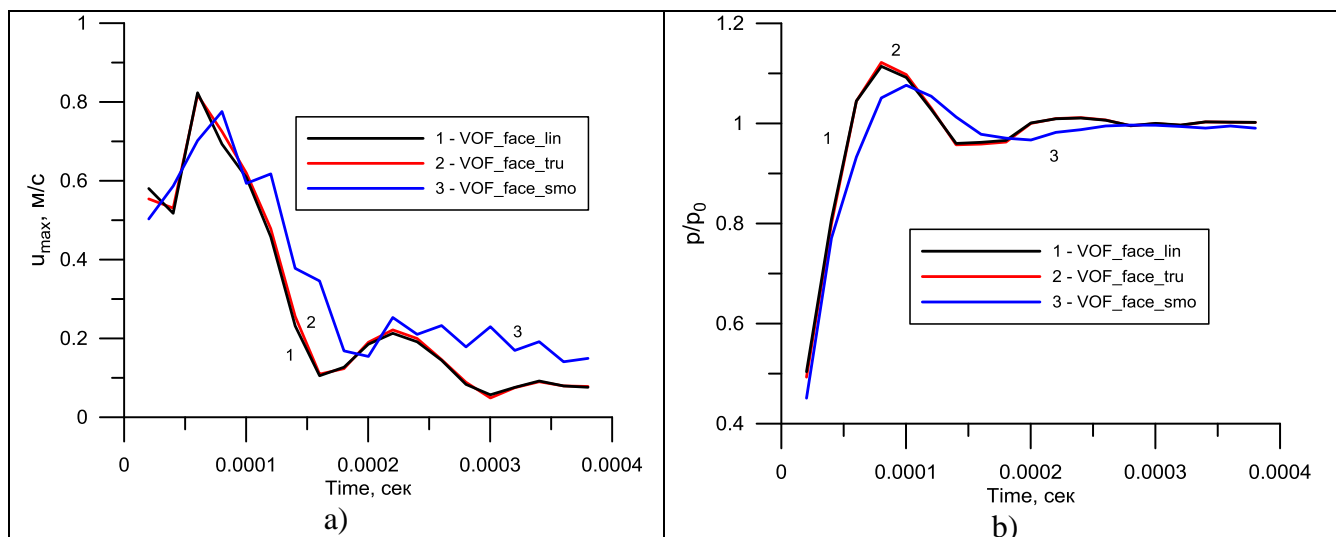 1
0.8
0.6
0.4
0.2
0
u_max, м/с
1 - VOF_face_lin
2 - VOF_face_tru
3 - VOF_face_smo
2
1
3
0 0.0001 0.0002 0.0003 0.0004
Time, сек
a)
1.2
1
0.8
0.6
0.4
p/p_0
2
1
3
1 - VOF_face_lin
2 - VOF_face_tru
3 - VOF_face_smo
0 0.0001 0.0002 0.0003 0.0004
Time, сек
b)